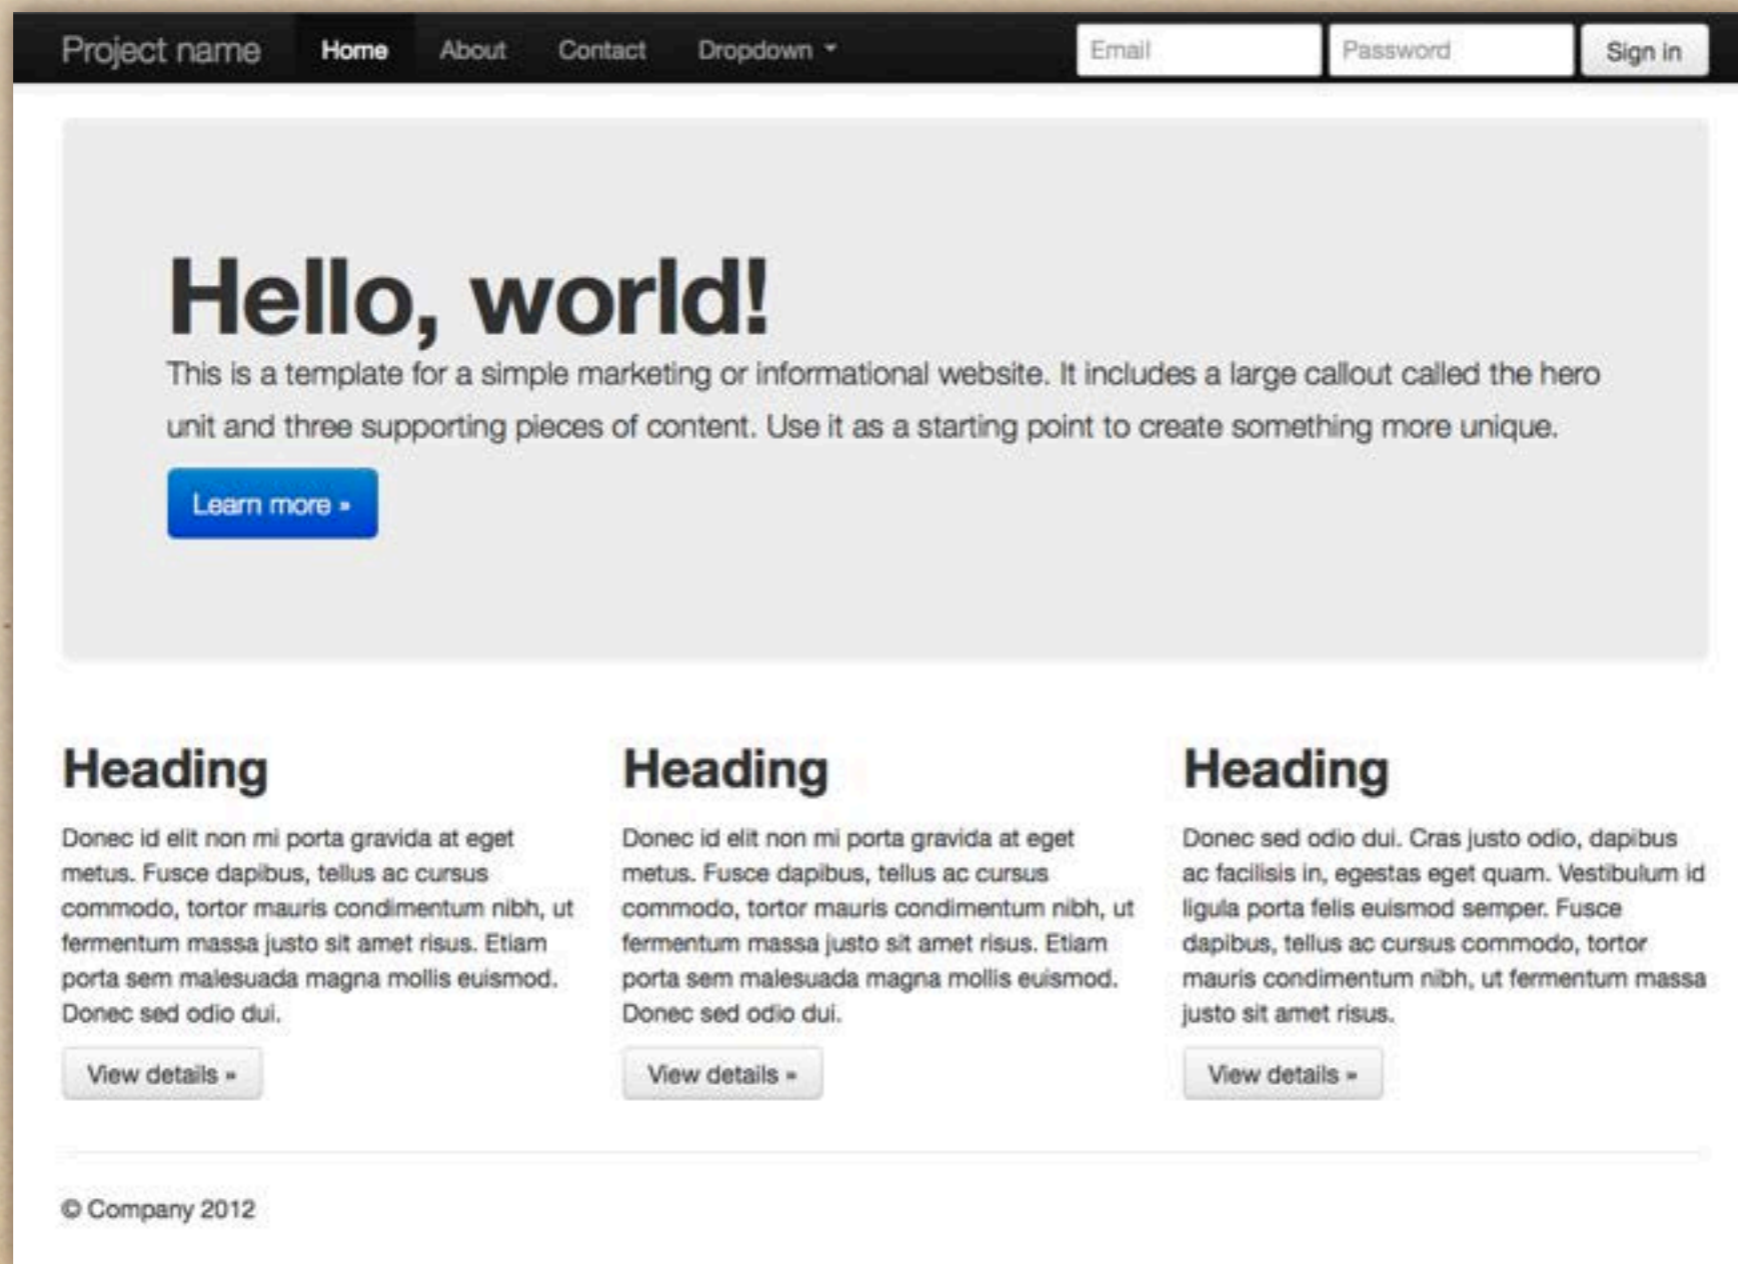 Project name Home About Contact Dropdown Email Password Sign in
Hello, world!
This is a template for a simple marketing or informational website. It includes a large callout called the hero
unit and three supporting pieces of content. Use it as a starting point to create something more unique.
Learn more »
Heading
Donec id elit non mi porta gravida at eget
metus. Fusce dapibus, tellus ac cursus
commodo, tortor mauris condimentum nibh, ut
fermentum massa justo sit amet risus. Etiam
porta sem malesuada magna mollis euismod.
Donec sed odio dui.
View details »
Heading
Donec id elit non mi porta gravida at eget
metus. Fusce dapibus, tellus ac cursus
commodo, tortor mauris condimentum nibh, ut
fermentum massa justo sit amet risus. Etiam
porta sem malesuada magna mollis euismod.
Donec sed odio dui.
View details »
Heading
Donec sed odio dui. Cras justo odio, dapibus
ac facilisis in, egestas eget quam. Vestibulum id
ligula porta felis euismod semper. Fusce
dapibus, tellus ac cursus commodo, tortor
mauris condimentum nibh, ut fermentum massa
justo sit amet risus.
View details »
© Company 2012